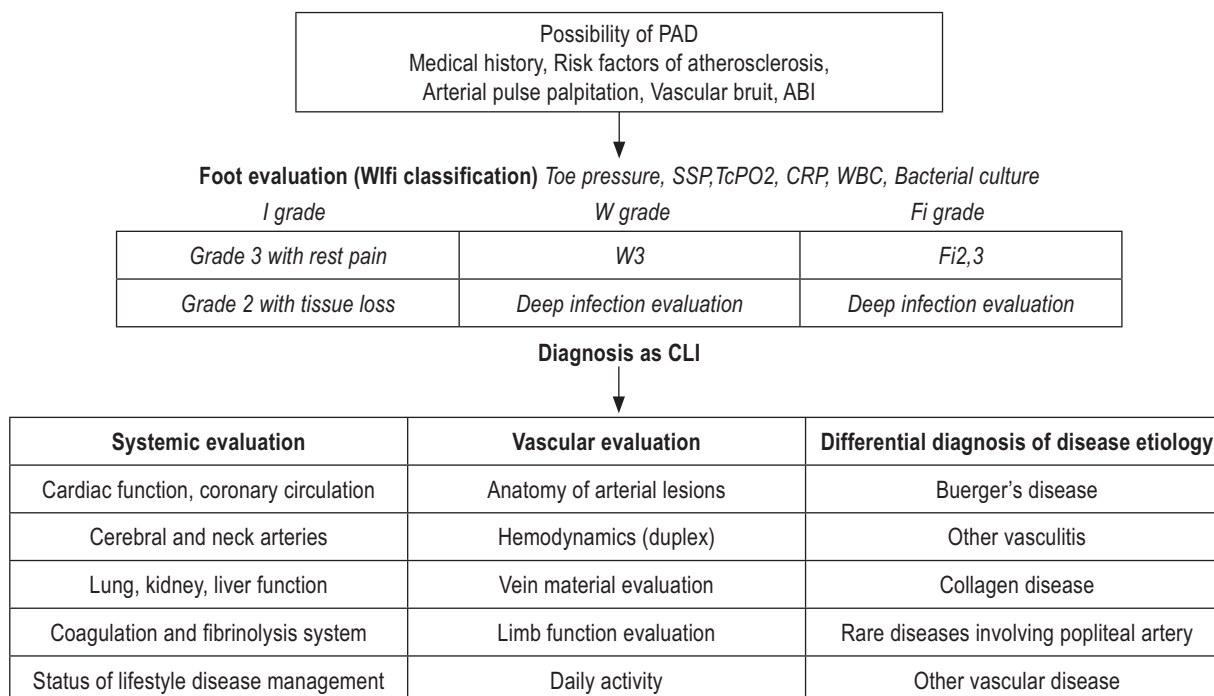 Possibility of PAD
Medical history, Risk factors of atherosclerosis,
Arterial pulse palpitation, Vascular bruit, ABI
Foot evaluation (WIfi classification) Toe pressure, SSP,TcPO2, CRP, WBC, Bacterial culture
I grade W grade Fi grade
Grade 3 with rest pain W3 Fi2,3
Grade 2 with tissue loss Deep infection evaluation Deep infection evaluation
Diagnosis as CLI
Systemic evaluation Vascular evaluation Differential diagnosis of disease etiology
Cardiac function, coronary circulation Anatomy of arterial lesions Buerger's disease
Cerebral and neck arteries Hemodynamics (duplex) Other vasculitis
Lung, kidney, liver function Vein material evaluation Collagen disease
Coagulation and fibrinolysis system Limb function evaluation Rare diseases involving popliteal artery
Status of lifestyle disease management Daily activity Other vascular disease